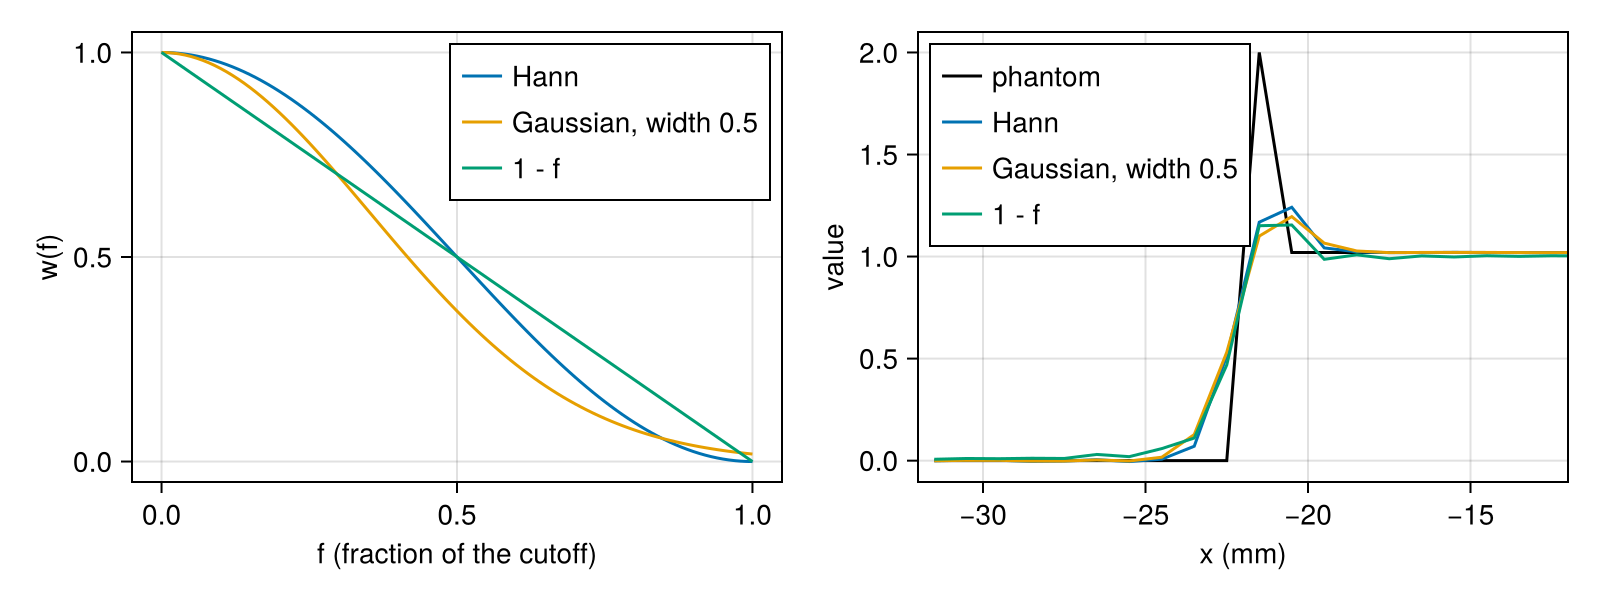 1.0
0.5
0.0
w(f)
Hann
Gaussian, width 0.5
1 - f
0.0
0.5
1.0
f (fraction of the cutoff)
2.0
1.5
1.0
0.5
0.0
value
phantom
Hann
Gaussian, width 0.5
1 - f
−30
−25
−20
−15
x (mm)